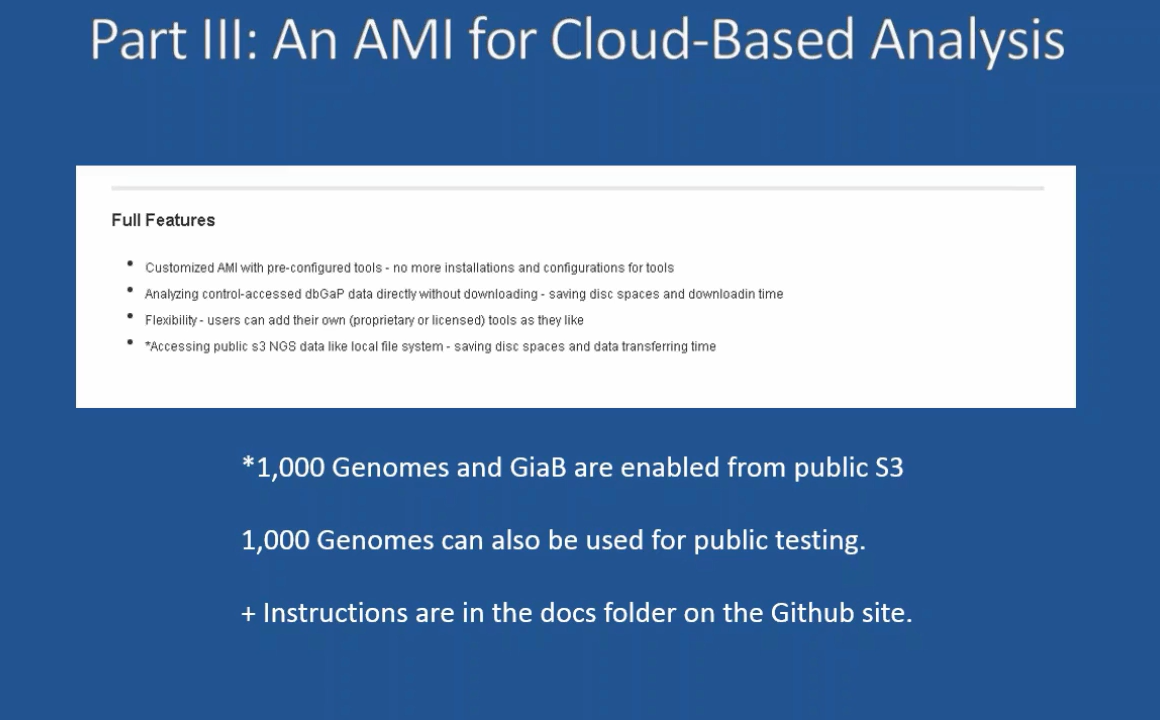 Part III: An AMI for Cloud-Based Analysis
Full Features
• Customized AMI with pre-configured tools - no more installations and configurations for tools
• Analyzing control-accessed dbGaP data directly without downloading - saving disc spaces and downloadin time
• Flexibility - users can add their own (proprietary or licensed) tools as they like
• *Accessing public s3 NGS data like local file system - saving disc spaces and data transferring time
*1,000 Genomes and GiaB are enabled from public S3
1,000 Genomes can also be used for public testing.
+ Instructions are in the docs folder on the Github site.